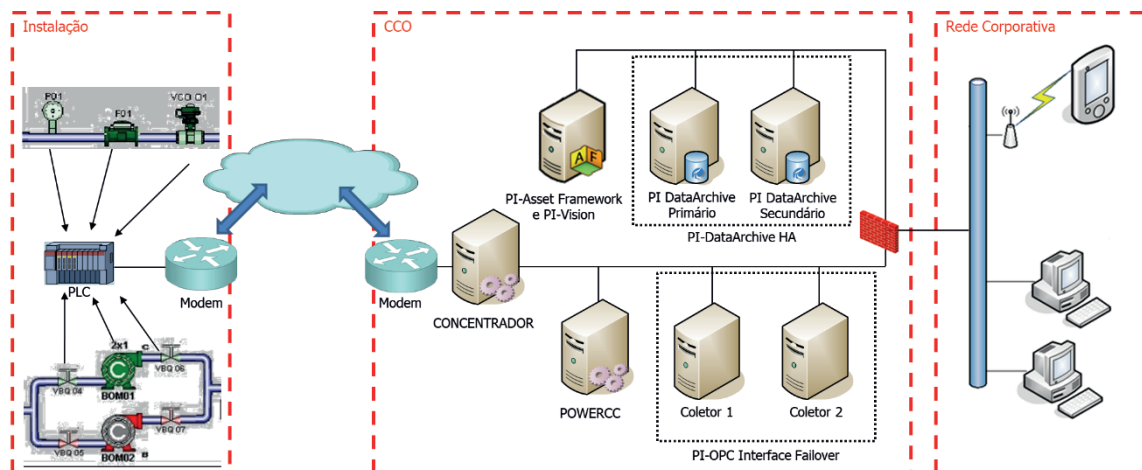 Instalação
P01
F01
VCO 01
PLC
Modem
2x1
C
VBQ 04
VBQ 06
BOM01
C
C
VBQ 05
VBQ 07
BOM02
B
CCO
Modem
CONCENTRADOR
A F
PI-Asset Framework
e PI-Vision
PI DataArchive
Primário
PI DataArchive
Secundário
PI-DataArchive HA
POWERCC
Coletor 1
Coletor 2
PI-OPC Interface Failover
Rede Corporativa